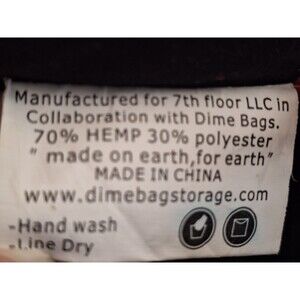 Manufactured for 7th floor LLC in
Collaboration with Dime Bags.
70% HEMP 30% polyester
" made on earth,for earth"
MADE IN CHINA
www.dimebagstorage.com
-Hand wash
-Line Dry